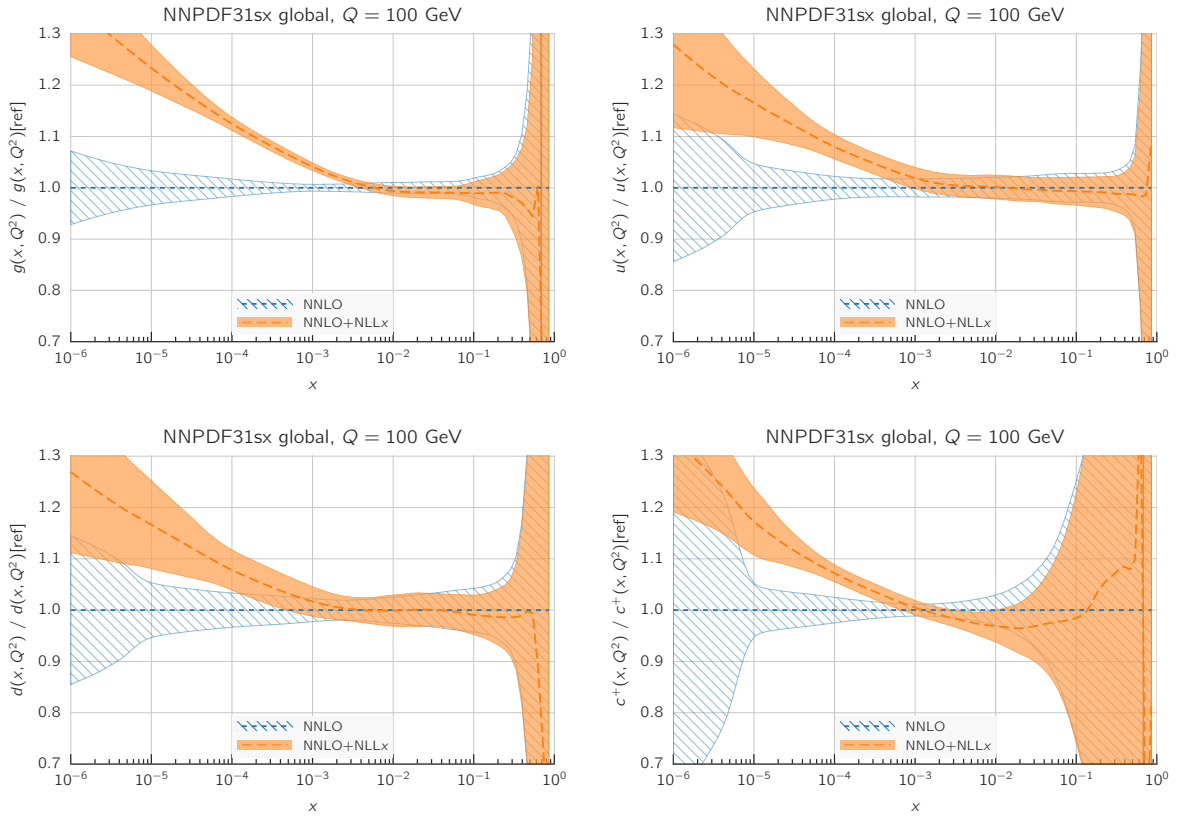 NNPDF31sx global, Q = 100 GeV
g(x, Q²) / g(x, Q²)[ref]
1.3
1.2
1.1
1.0
0.9
0.8
0.7
NNLO
NNLO+NLLx
10⁻⁶ 10⁻⁵ 10⁻⁴ 10⁻³ 10⁻² 10⁻¹ 10⁰
x
NNPDF31sx global, Q = 100 GeV
u(x, Q²) / u(x, Q²)[ref]
1.3
1.2
1.1
1.0
0.9
0.8
0.7
NNLO
NNLO+NLLx
10⁻⁶ 10⁻⁵ 10⁻⁴ 10⁻³ 10⁻² 10⁻¹ 10⁰
x
NNPDF31sx global, Q = 100 GeV
d(x, Q²) / d(x, Q²)[ref]
1.3
1.2
1.1
1.0
0.9
0.8
0.7
NNLO
NNLO+NLLx
10⁻⁶ 10⁻⁵ 10⁻⁴ 10⁻³ 10⁻² 10⁻¹ 10⁰
x
NNPDF31sx global, Q = 100 GeV
c⁺(x, Q²) / c⁺(x, Q²)[ref]
1.3
1.2
1.1
1.0
0.9
0.8
0.7
NNLO
NNLO+NLLx
10⁻⁶ 10⁻⁵ 10⁻⁴ 10⁻³ 10⁻² 10⁻¹ 10⁰
x